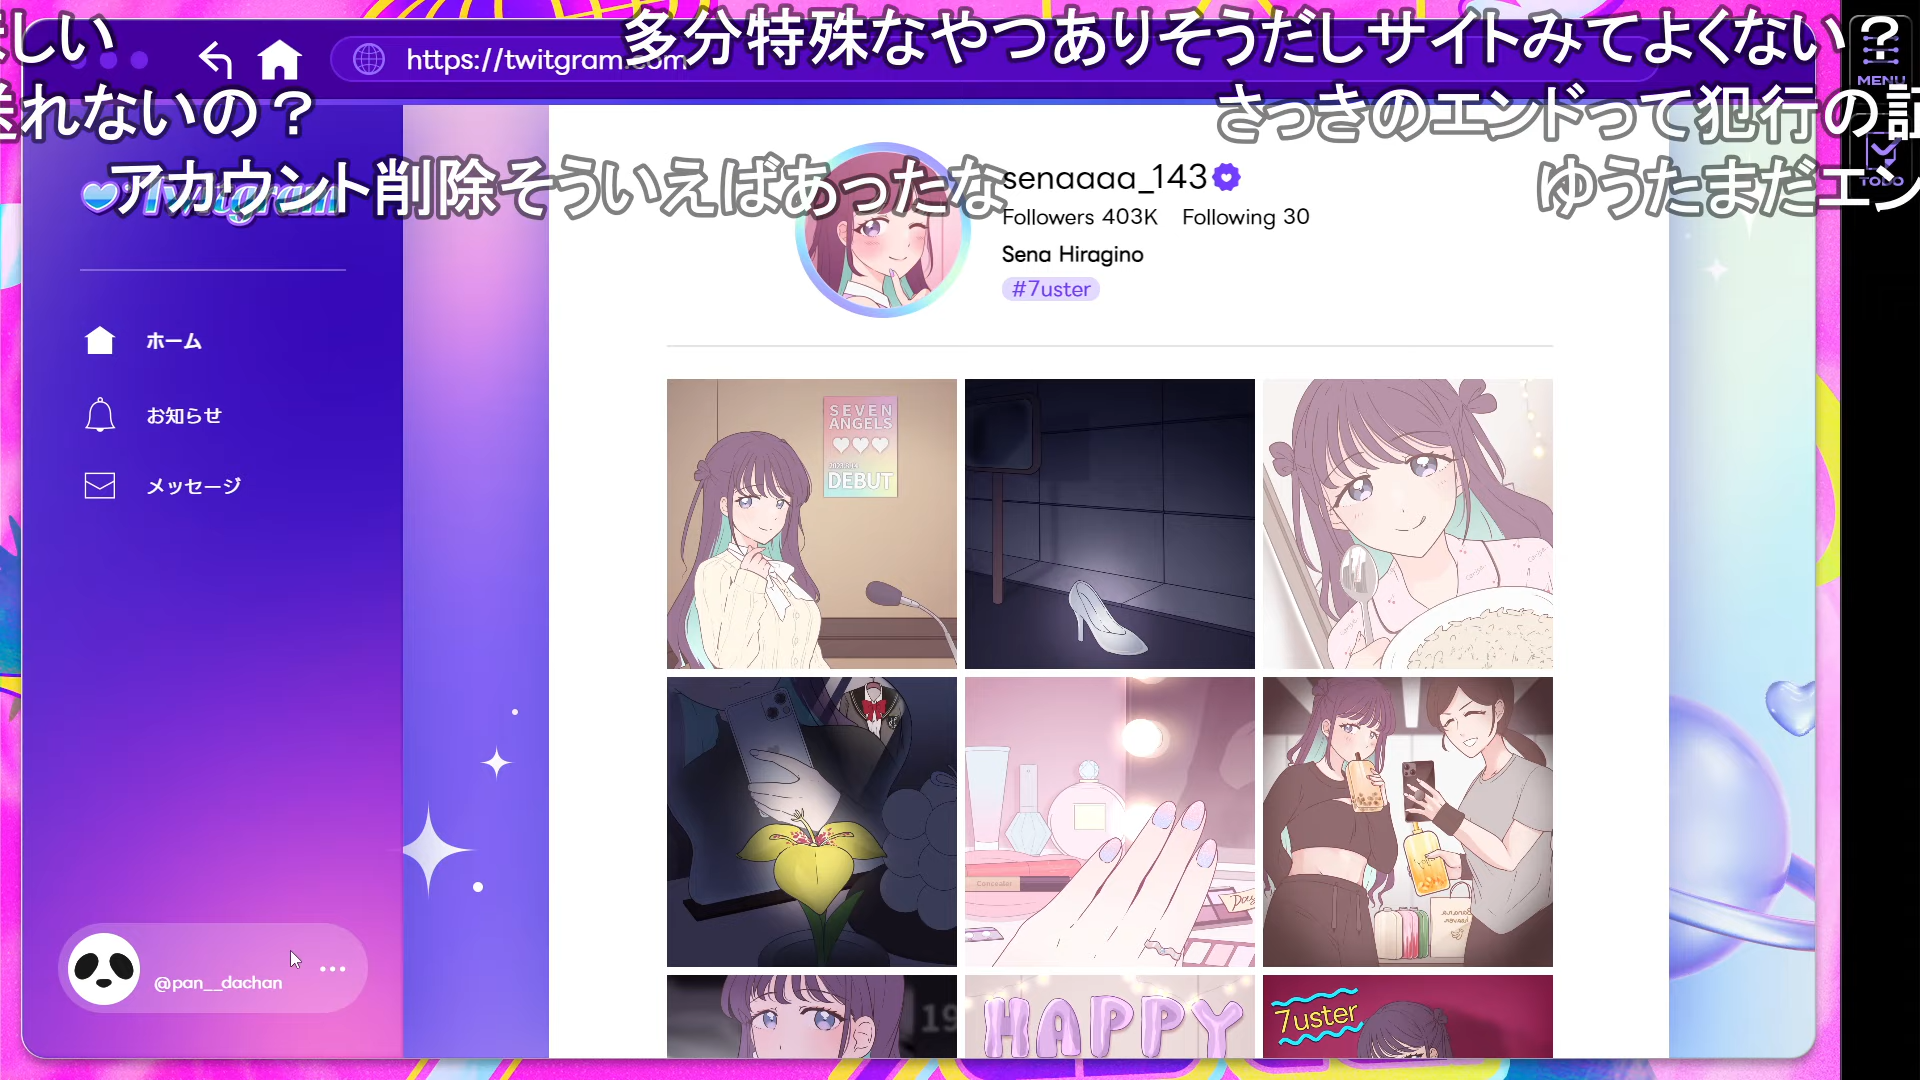 しい
多分特殊なやつありそうだしサイトみてよくない？
https://twitgram.com
MENU
送れないの？
さっきのエンドって犯行の証
アカウント削除そういえばあったな
ゆうたまだエン
TODO
Twitgram
senaaaa_143
Followers 403K Following 30
Sena Hiragino
#7uster
ホーム
お知らせ
メッセージ
@pan__dachan
SEVEN
ANGELS
DEBUT
Concealer
HAPPY
7uster